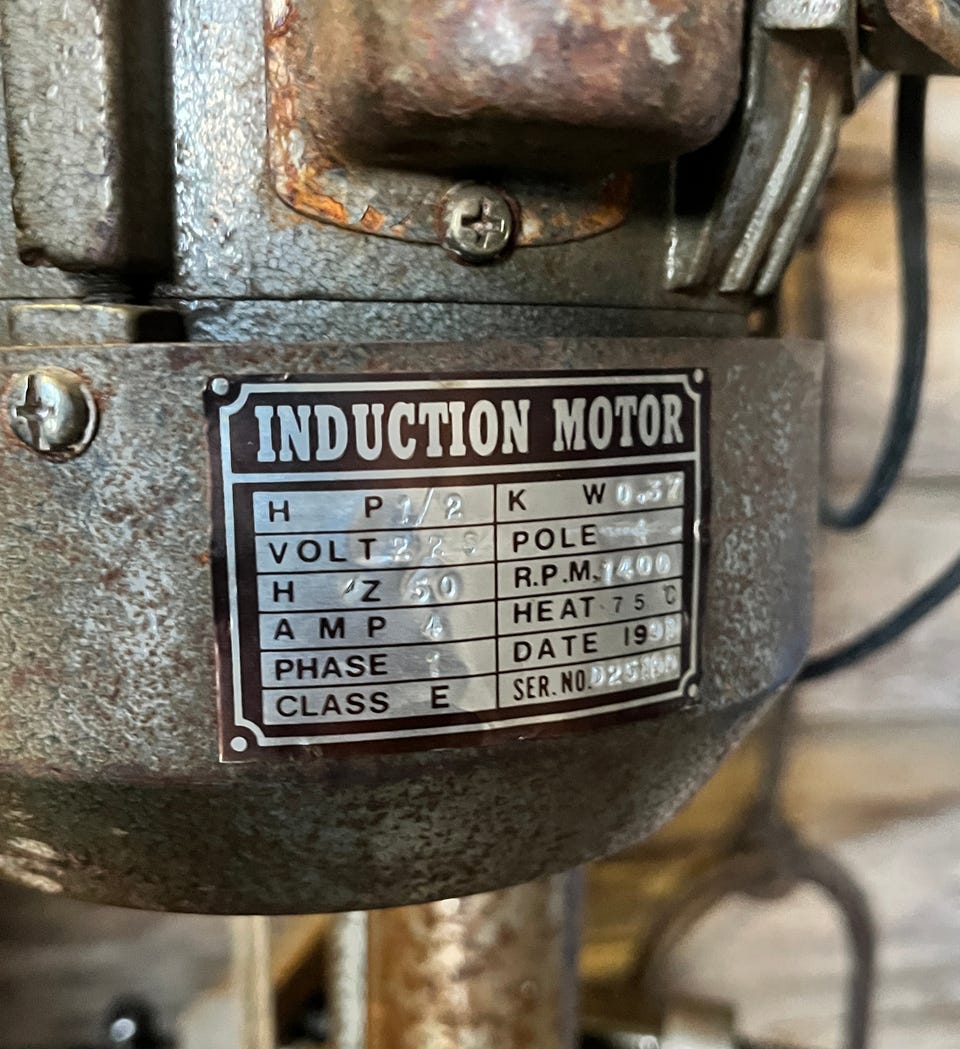 INDUCTION MOTOR
H P 1/2 K W 0.37
VOLT POLE
H Z 50 R.P.M. 1400
A M P 4 HEAT 75 °C
PHASE 1 DATE
CLASS E SER.NO.